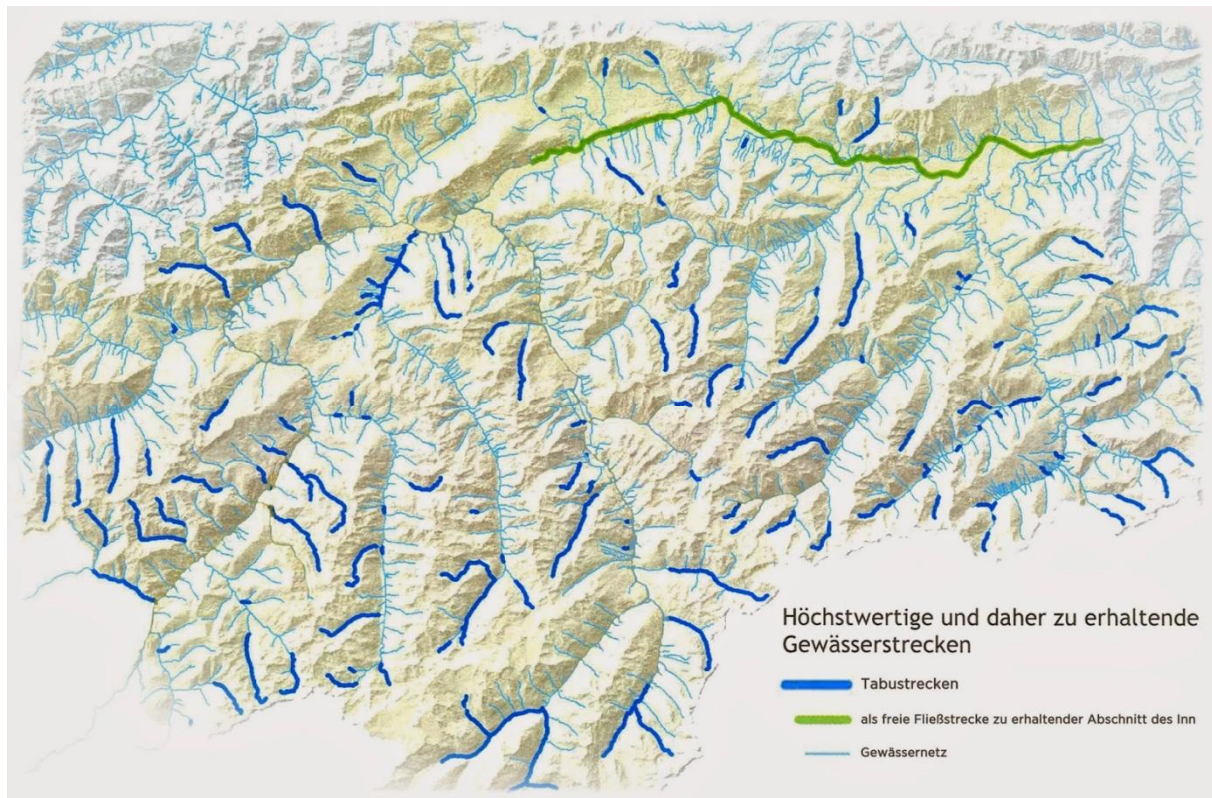 Höchstwertige und daher zu erhaltende
Gewässerstrecken
Tabustrecken
als freie Fließstrecke zu erhaltender Abschnitt des Inn
Gewässernetz